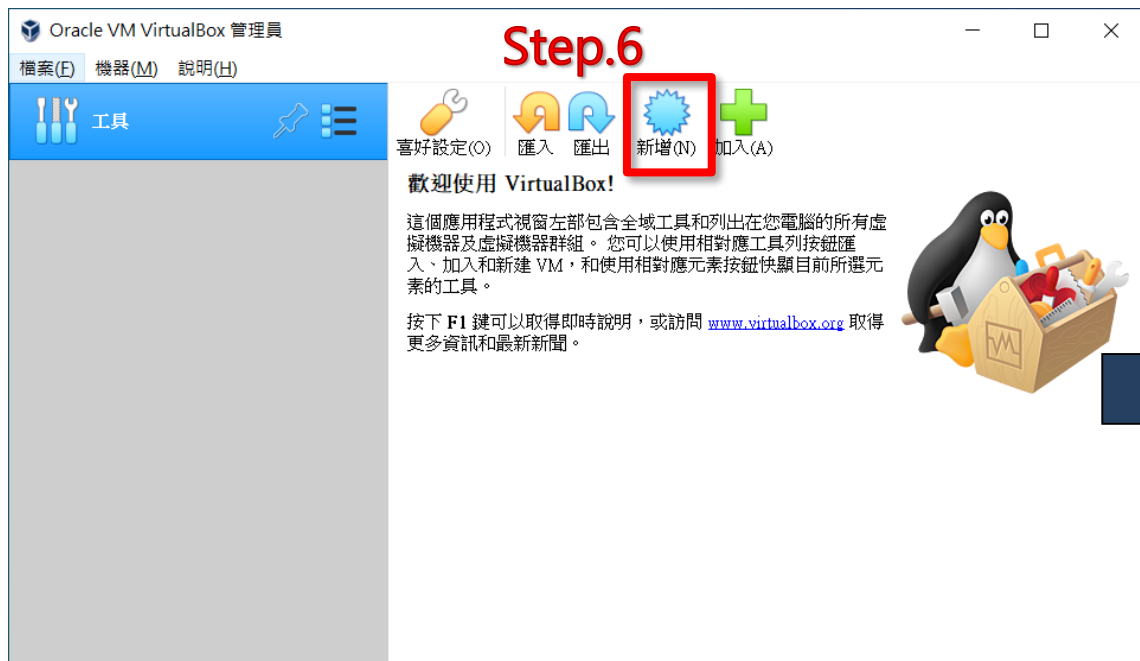 Oracle VM VirtualBox 管理員
Step.6
檔案(F) 機器(M) 說明(H)
工具
喜好設定(O) 匯入 匯出 新增(N) 加入(A)
歡迎使用 VirtualBox!
這個應用程式視窗左部包含全域工具和列出在您電腦的所有虛
擬機器及虛擬機器群組。 您可以使用相對應工具列按鈕匯
入、加入和新建 VM，和使用相對應元素按鈕快顯目前所選元
素的工具。
按下 F1 鍵可以取得即時說明，或訪問 www.virtualbox.org 取得
更多資訊和最新新聞。